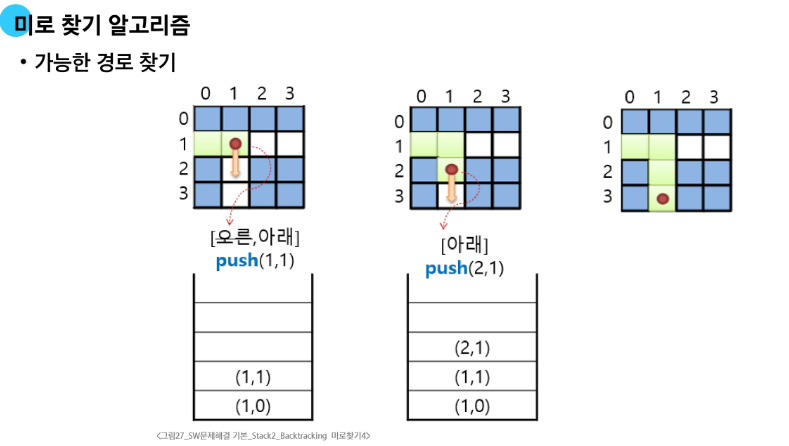 미로 찾기 알고리즘
• 가능한 경로 찾기
0 1 2 3
0
1
2
3
[오른,아래]
push(1,1)
(1,1)
(1,0)
0 1 2 3
0
1
2
3
[아래]
push(2,1)
(2,1)
(1,1)
(1,0)
0 1 2 3
0
1
2
3
<그림27_SW문제해결 기본_Stack2_Backtracking 미로찾기4>